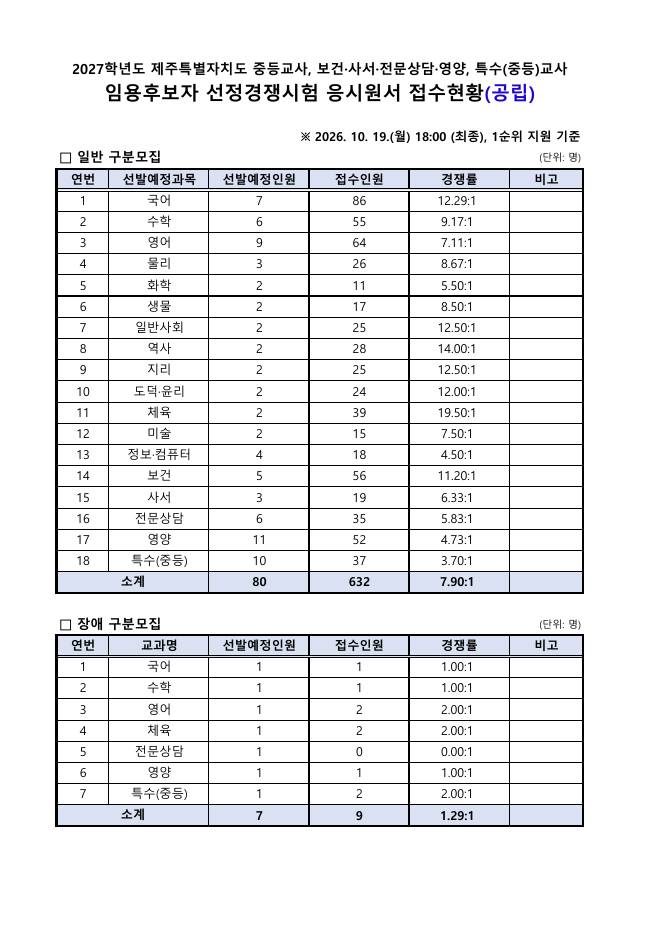 2027학년도 제주특별자치도 중등교사, 보건·사서·전문상담·영양, 특수(중등)교사
임용후보자 선정경쟁시험 응시원서 접수현황(공립)
※ 2026. 10. 19.(월) 18:00 (최종), 1순위 지원 기준
□ 일반 구분모집 (단위: 명)
연번 선발예정과목 선발예정인원 접수인원 경쟁률 비고
1 국어 7 86 12.29:1
2 수학 6 55 9.17:1
3 영어 9 64 7.11:1
4 물리 3 26 8.67:1
5 화학 2 11 5.50:1
6 생물 2 17 8.50:1
7 일반사회 2 25 12.50:1
8 역사 2 28 14.00:1
9 지리 2 25 12.50:1
10 도덕·윤리 2 24 12.00:1
11 체육 2 39 19.50:1
12 미술 2 15 7.50:1
13 정보·컴퓨터 4 18 4.50:1
14 보건 5 56 11.20:1
15 사서 3 19 6.33:1
16 전문상담 6 35 5.83:1
17 영양 11 52 4.73:1
18 특수(중등) 10 37 3.70:1
소계 80 632 7.90:1
□ 장애 구분모집 (단위: 명)
연번 교과명 선발예정인원 접수인원 경쟁률 비고
1 국어 1 1 1.00:1
2 수학 1 1 1.00:1
3 영어 1 2 2.00:1
4 체육 1 2 2.00:1
5 전문상담 1 0 0.00:1
6 영양 1 1 1.00:1
7 특수(중등) 1 2 2.00:1
소계 7 9 1.29:1